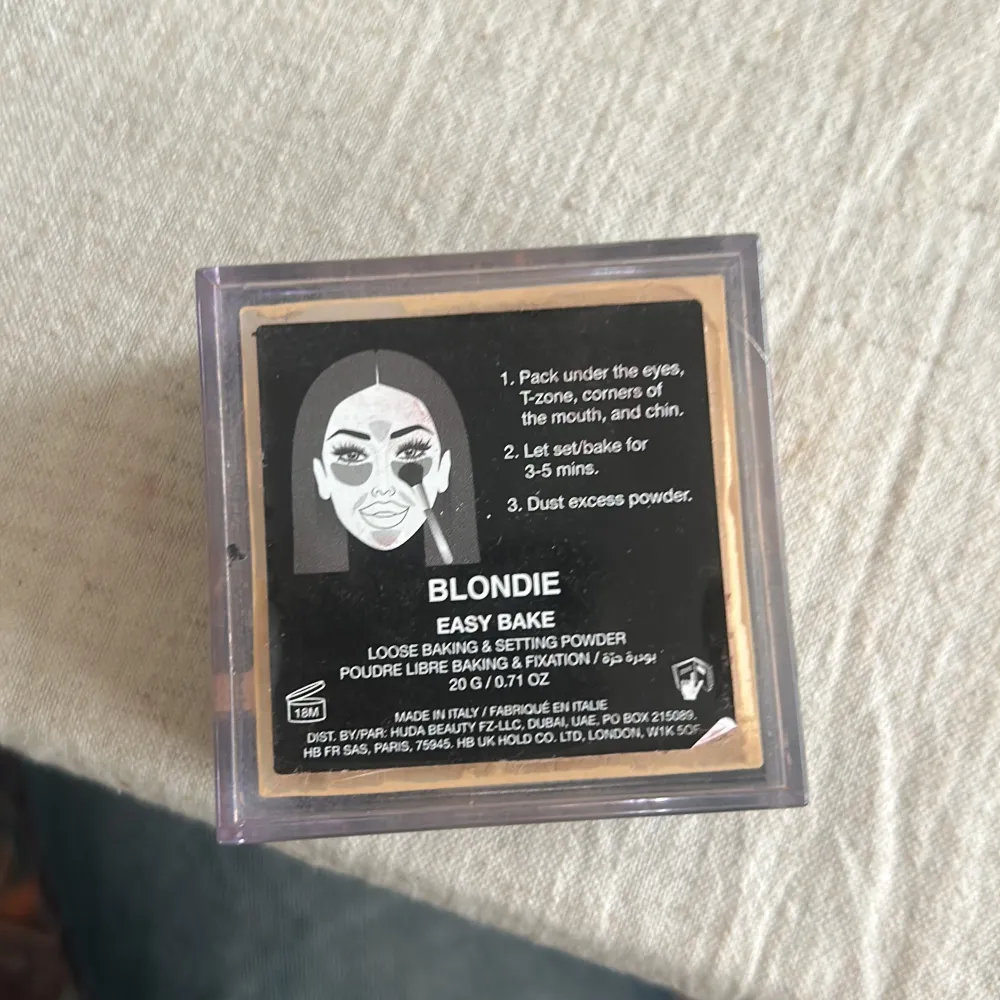 1. Pack under the eyes,
T-zone, corners of
the mouth, and chin.
2. Let set/bake for
3-5 mins.
3. Dust excess powder.
BLONDIE
EASY BAKE
LOOSE BAKING & SETTING POWDER
POUDRE LIBRE BAKING & FIXATION / بودرة حرّة
20 G / 0.71 OZ
18M
MADE IN ITALY / FABRIQUÉ EN ITALIE
DIST. BY/PAR: HUDA BEAUTY FZ-LLC, DUBAI, UAE, PO BOX 215089.
HB FR SAS, PARIS, 75945. HB UK HOLD CO. LTD, LONDON, W1K